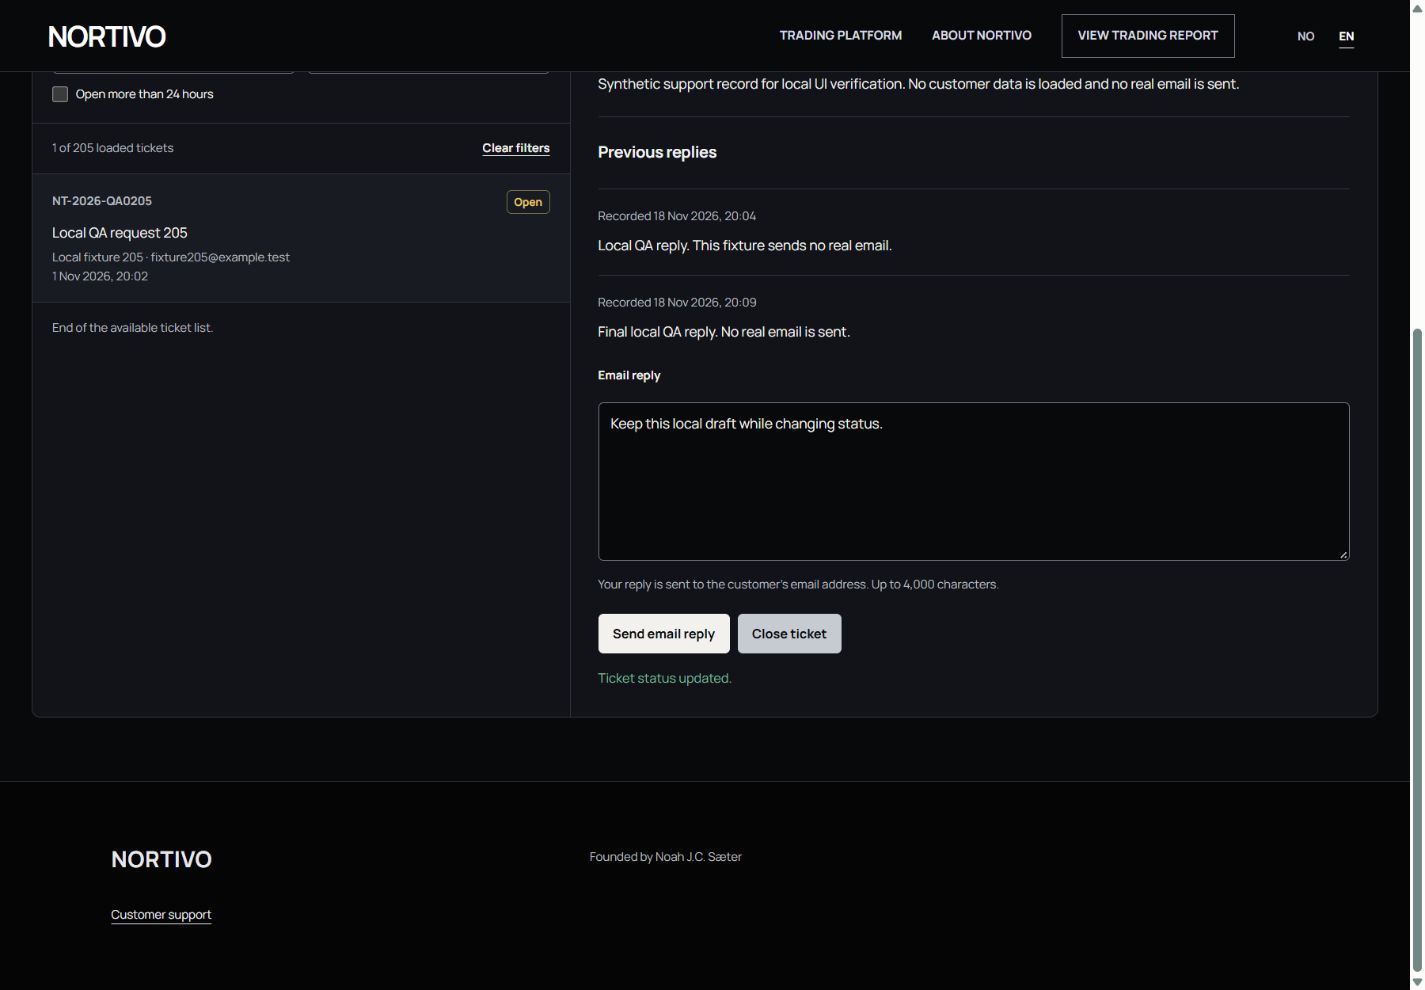 NORTIVO
TRADING PLATFORM
ABOUT NORTIVO
VIEW TRADING REPORT
NO
EN
Open more than 24 hours
1 of 205 loaded tickets
Clear filters
NT-2026-QA0205
Open
Local QA request 205
Local fixture 205 · fixture205@example.test
1 Nov 2026, 20:02
End of the available ticket list.
Synthetic support record for local UI verification. No customer data is loaded and no real email is sent.
Previous replies
Recorded 18 Nov 2026, 20:04
Local QA reply. This fixture sends no real email.
Recorded 18 Nov 2026, 20:09
Final local QA reply. No real email is sent.
Email reply
Keep this local draft while changing status.
Your reply is sent to the customer's email address. Up to 4,000 characters.
Send email reply
Close ticket
Ticket status updated.
NORTIVO
Founded by Noah J.C. Sæter
Customer support